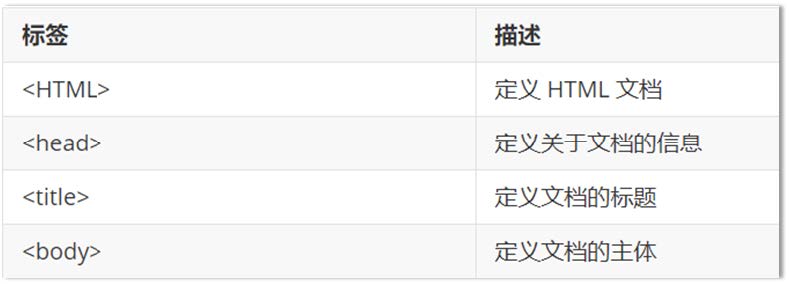 标签 描述
<HTML> 定义 HTML 文档
<head> 定义关于文档的信息
<title> 定义文档的标题
<body> 定义文档的主体